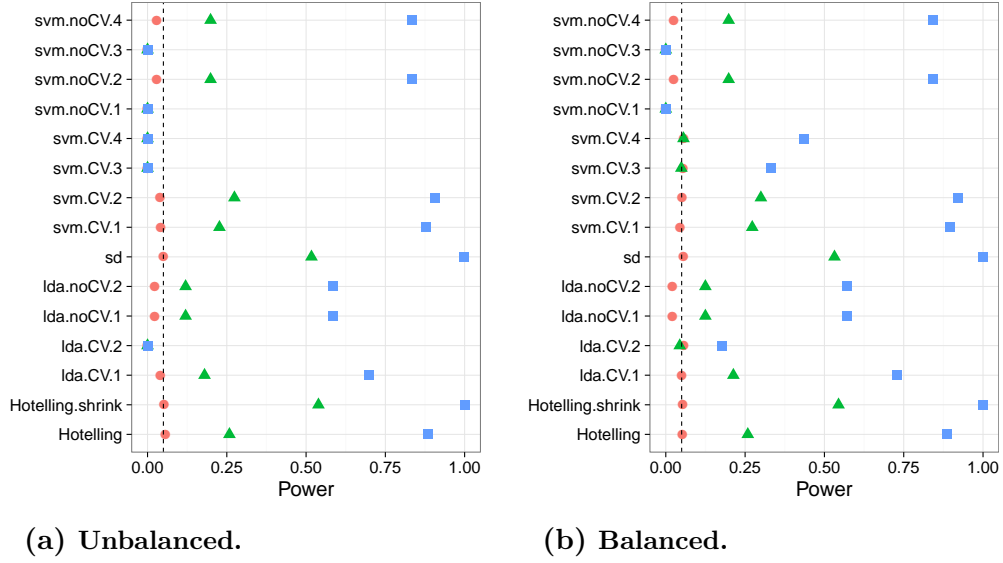 svm.noCV.4
svm.noCV.3
svm.noCV.2
svm.noCV.1
svm.CV.4
svm.CV.3
svm.CV.2
svm.CV.1
sd
lda.noCV.2
lda.noCV.1
lda.CV.2
lda.CV.1
Hotelling.shrink
Hotelling
0.00 0.25 0.50 0.75 1.00
Power
(a) Unbalanced.
svm.noCV.4
svm.noCV.3
svm.noCV.2
svm.noCV.1
svm.CV.4
svm.CV.3
svm.CV.2
svm.CV.1
sd
lda.noCV.2
lda.noCV.1
lda.CV.2
lda.CV.1
Hotelling.shrink
Hotelling
0.00 0.25 0.50 0.75 1.00
Power
(b) Balanced.